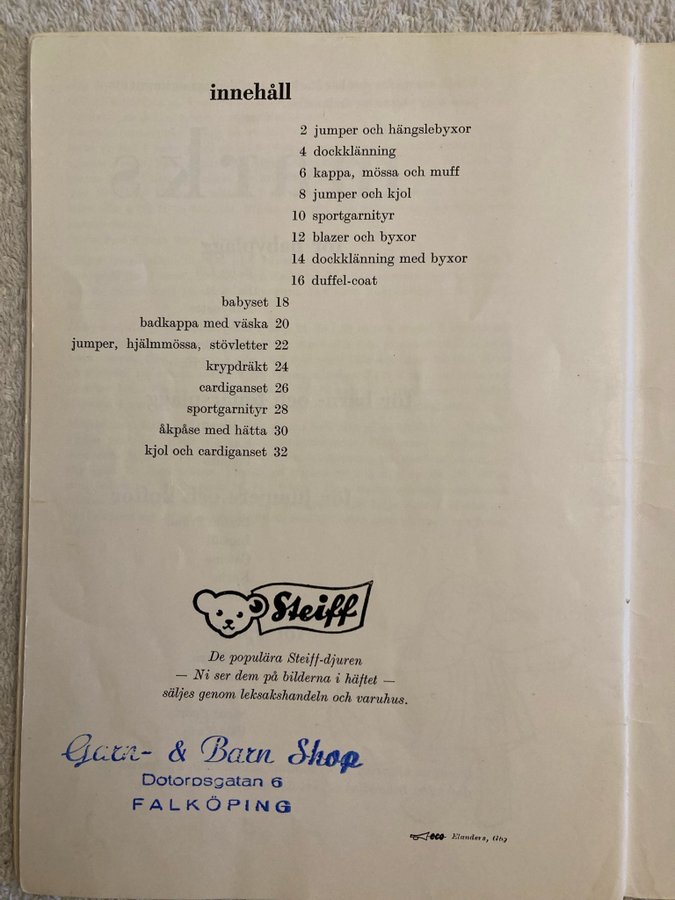 innehåll
2 jumper och hängslebyxor
4 dockklänning
6 kappa, mössa och muff
8 jumper och kjol
10 sportgarnityr
12 blazer och byxor
14 dockklänning med byxor
16 duffel-coat
babyset 18
badkappa med väska 20
jumper, hjälmmössa, stövletter 22
krypdräkt 24
cardiganset 26
sportgarnityr 28
åkpåse med hätta 30
kjol och cardiganset 32
Steiff
De populära Steiff-djuren
— Ni ser dem på bilderna i häftet —
säljes genom leksakshandeln och varuhus.
Garn- & Barn Shop
Dotorpsgatan 6
FALKÖPING
eco Elanders, Gbg